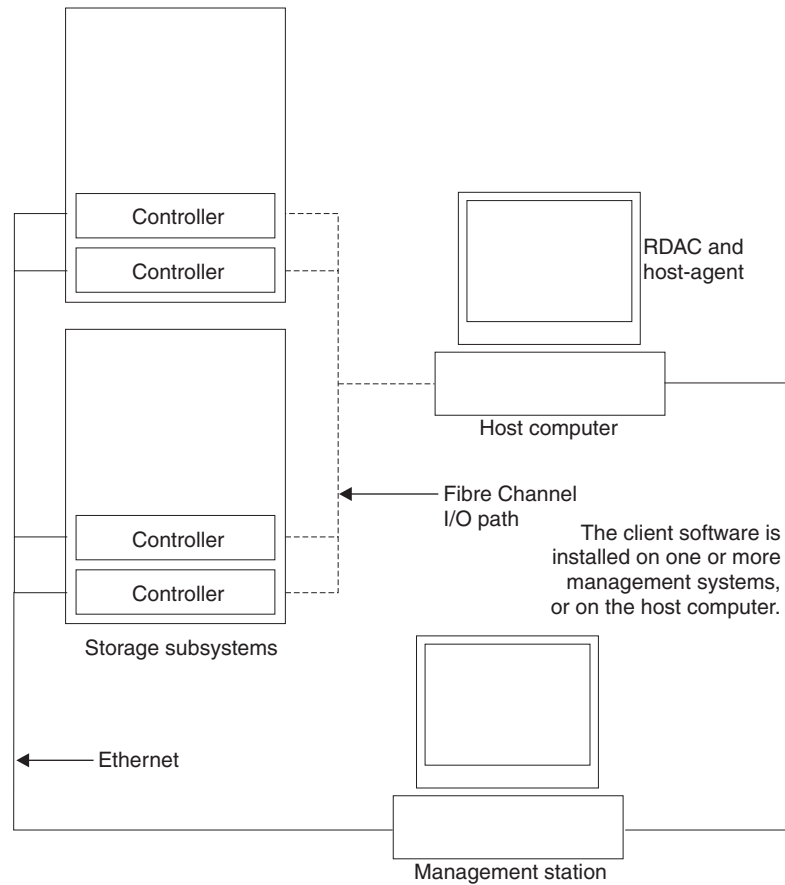 Controller
Controller
RDAC and
host-agent
Host computer
Fibre Channel
I/O path
Controller
Controller
The client software is
installed on one or more
management systems,
or on the host computer.
Storage subsystems
Ethernet
Management station